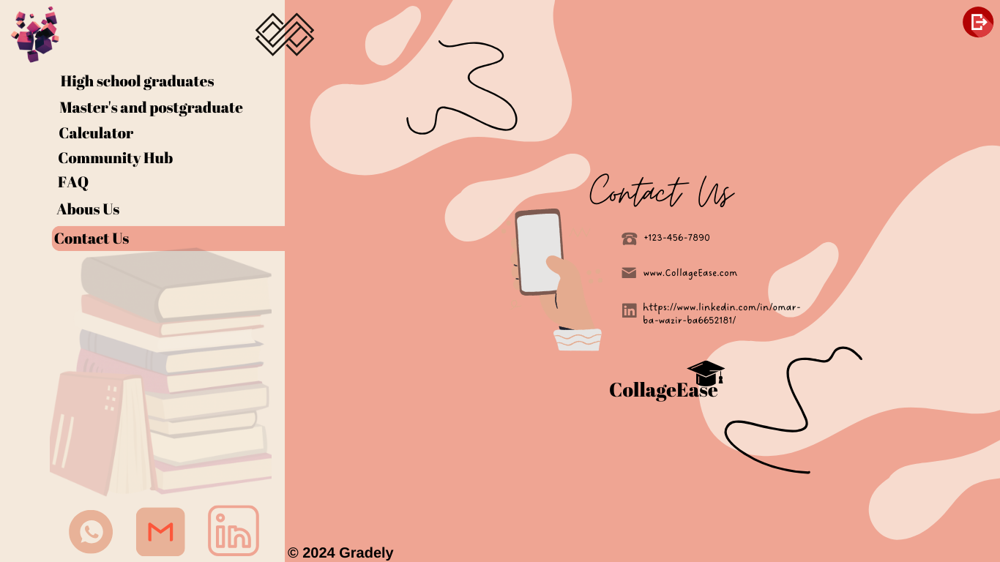 High school graduates
Master's and postgraduate
Calculator
Community Hub
FAQ
Abous Us
Contact Us
Contact Us
+123-456-7890
www.CollageEase.com
https://www.linkedin.com/in/omar-
ba-wazir-ba6652181/
CollageEase
© 2024 Gradely